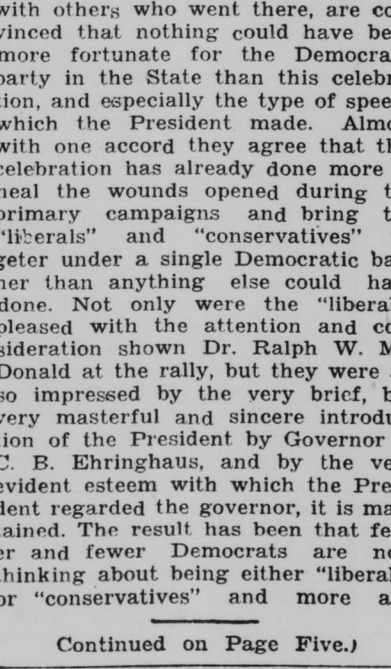 with others who went there, are co
vinced that nothing could have be
more fortunate for the Democra
party in the State than this celebr
tion, and especially the type of spee
which the President made. Almo
with one accord they agree that th
celebration has already done more
heal the wounds opened during t
primary campaigns and bring t
"liberals" and "conservatives"
geter under a single Democratic ba
ner than anything else could ha
done. Not only were the "liberal
pleased with the attention and co
sideration shown Dr. Ralph W. M
Donald at the rally, but they were a
so impressed by the very brief, b
very masterful and sincere introdu
tion of the President by Governor
C. B. Ehringhaus, and by the ve
evident esteem with which the Pre
dent regarded the governor, it is ma
tained. The result has been that fe
er and fewer Democrats are no
thinking about being either "liberal
or "conservatives" and more a
Continued on Page Five.)